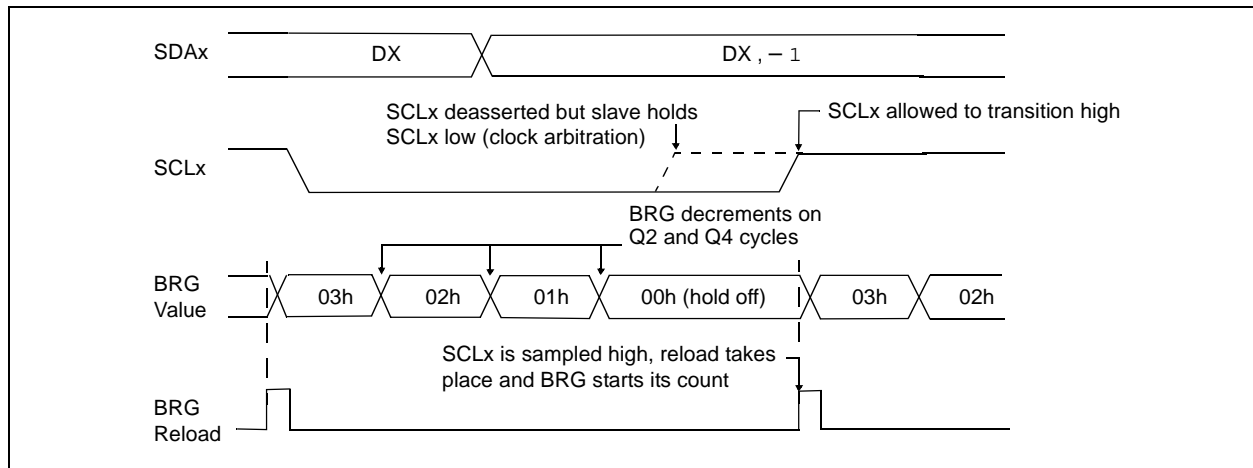 SDAx
DX
DX , – 1
SCLx deasserted but slave holds
SCLx low (clock arbitration)
SCLx allowed to transition high
SCLx
BRG decrements on
Q2 and Q4 cycles
BRG
Value
03h
02h
01h
00h (hold off)
03h
02h
SCLx is sampled high, reload takes
place and BRG starts its count
BRG
Reload